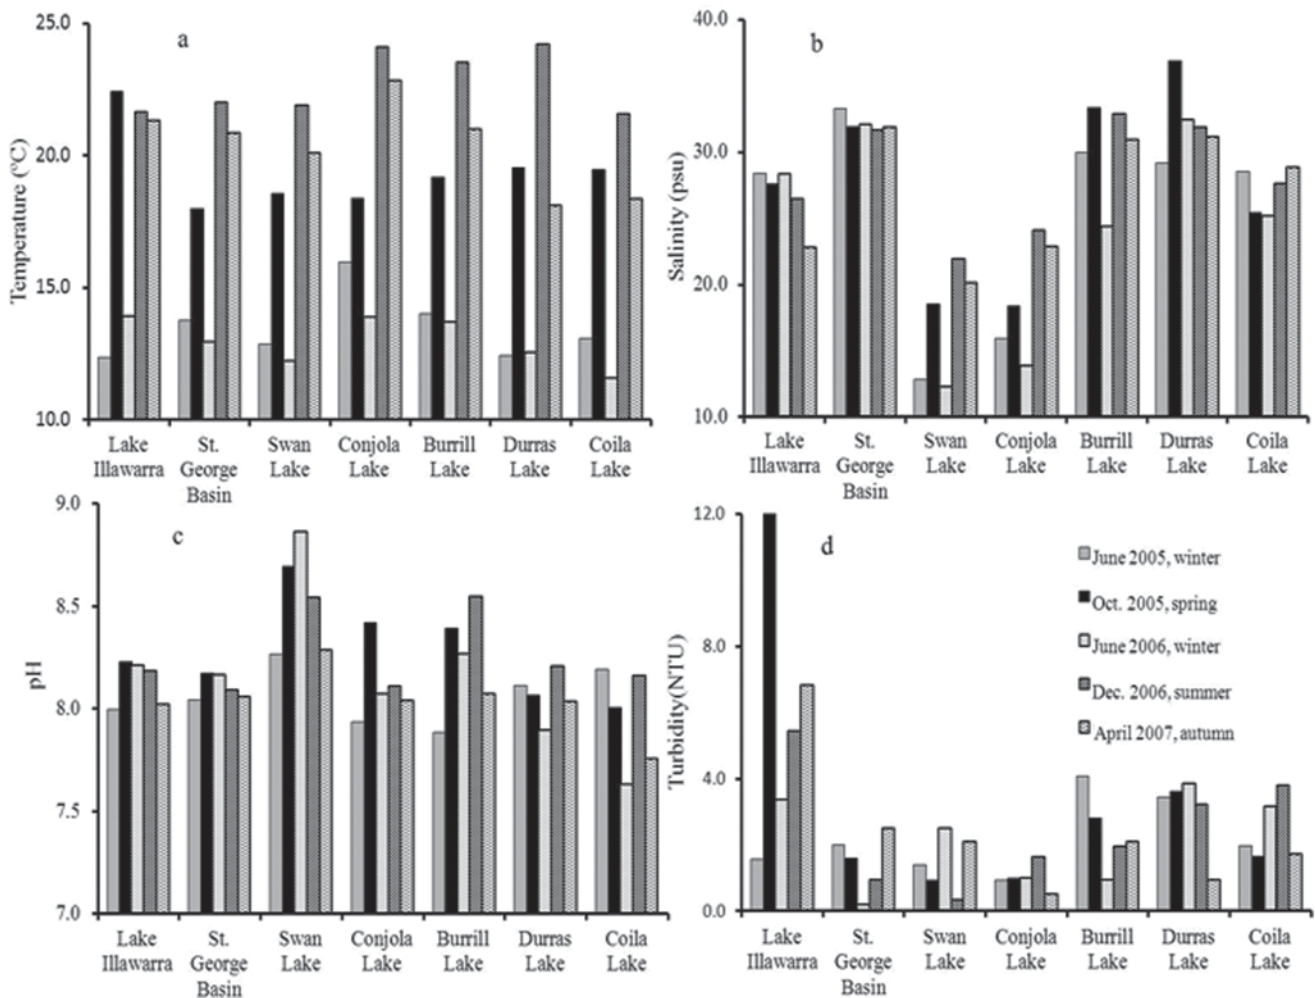 a
Temperature (ºC)
25.0
20.0
15.0
10.0
Lake St. Swan Conjola Burrill Durras Coila
Illawarra George Lake Lake Lake Lake Lake
Basin
b
Salinity (psu)
40.0
30.0
20.0
10.0
Lake St. Swan Conjola Burrill Durras Coila
Illawarra George Lake Lake Lake Lake Lake
Basin
c
pH
9.0
8.5
8.0
7.5
7.0
Lake St. Swan Conjola Burrill Durras Coila
Illawarra George Lake Lake Lake Lake Lake
Basin
d
Turbidity(NTU)
12.0
8.0
4.0
0.0
June 2005, winter
Oct. 2005, spring
June 2006, winter
Dec. 2006, summer
April 2007, autumn
Lake St. Swan Conjola Burrill Durras Coila
Illawarra George Lake Lake Lake Lake Lake
Basin